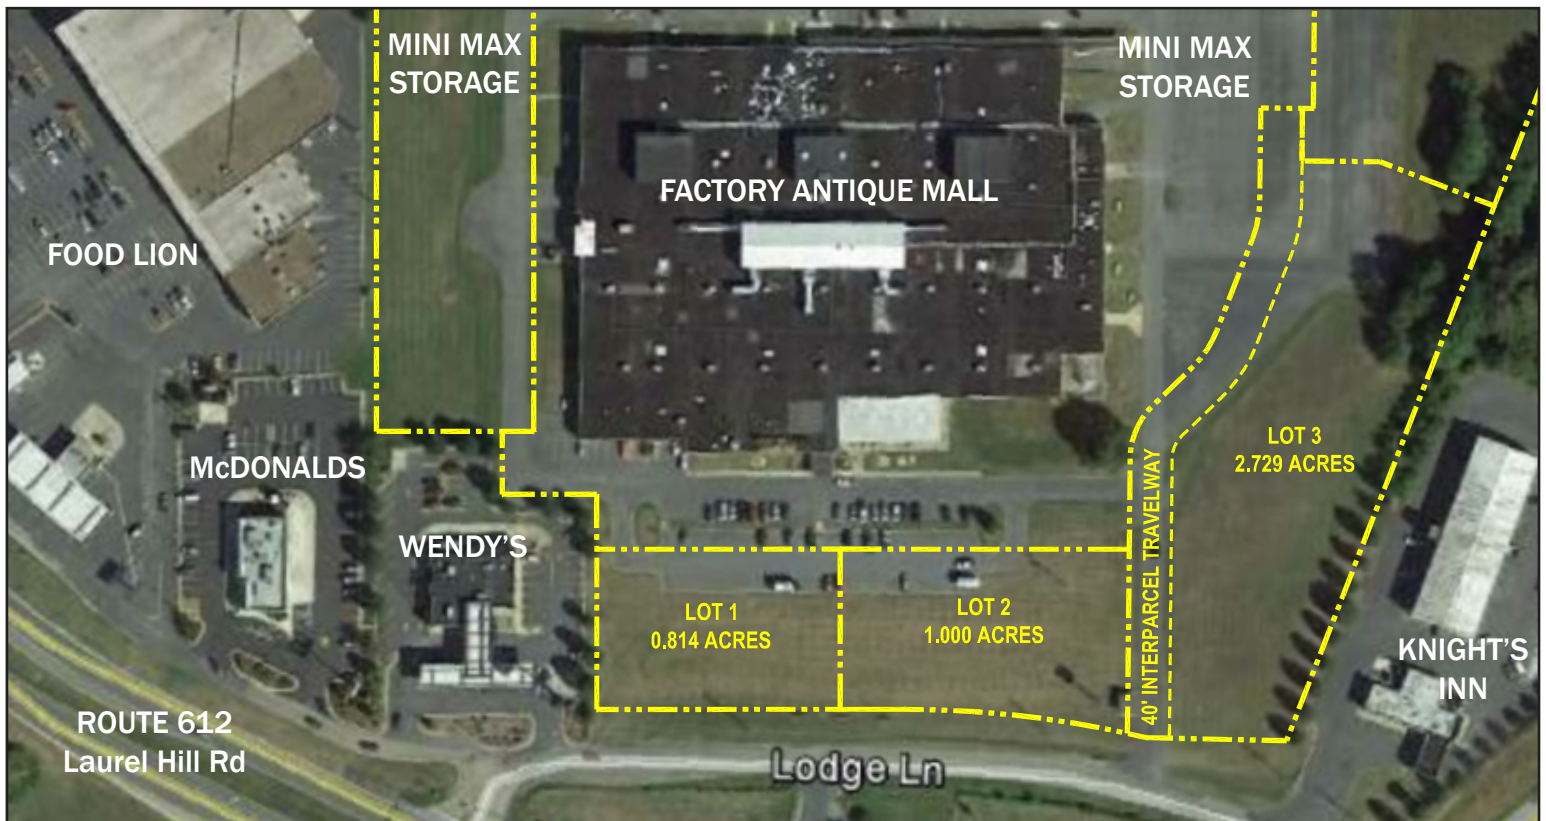 MINI MAX
STORAGE
MINI MAX
STORAGE
FACTORY ANTIQUE MALL
FOOD LION
LOT 3
2.729 ACRES
McDONALDS
WENDY'S
40' INTERPARCEL TRAVELWAY
LOT 1
0.814 ACRES
LOT 2
1.000 ACRES
KNIGHT'S
INN
ROUTE 612
Laurel Hill Rd
Lodge Ln